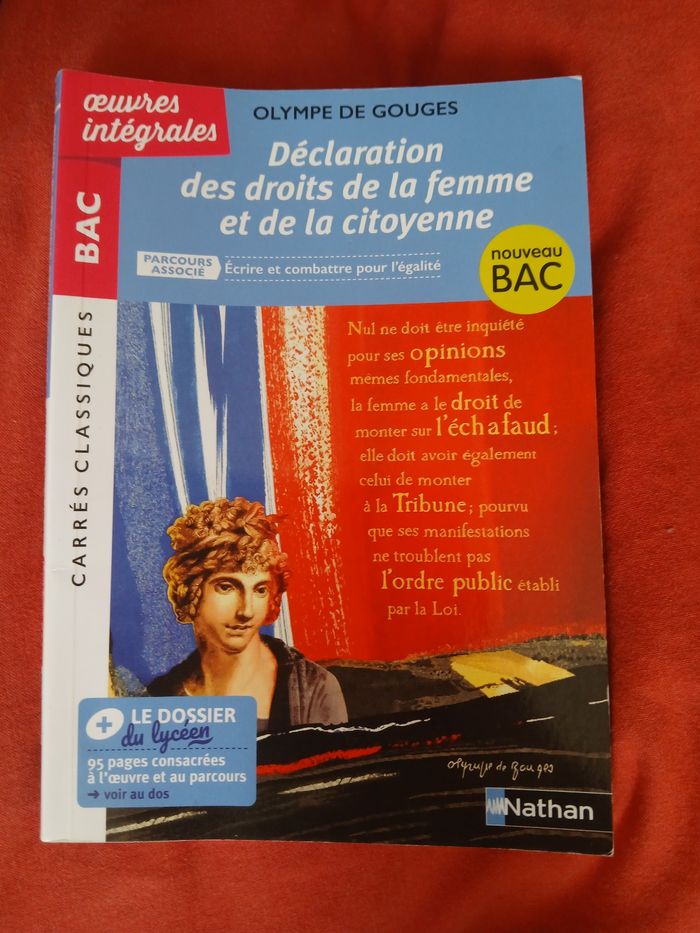 œuvres
intégrales
BAC
CARRÉS CLASSIQUES
OLYMPE DE GOUGES
Déclaration
des droits de la femme
et de la citoyenne
PARCOURS
ASSOCIÉ
Écrire et combattre pour l'égalité
nouveau
BAC
Nul ne doit être inquiété
pour ses opinions
mêmes fondamentales,
la femme a le droit de
monter sur l'échafaud ;
elle doit avoir également
celui de monter
à la Tribune ; pourvu
que ses manifestations
ne troublent pas
l'ordre public établi
par la Loi.
+ LE DOSSIER
du lycéen
95 pages consacrées
à l'œuvre et au parcours
→ voir au dos
olympe de Gouges
Nathan